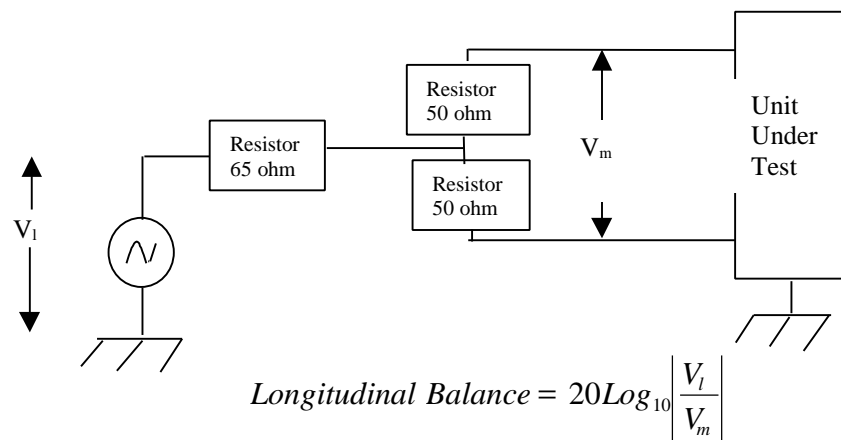 Resistor
50 ohm
Resistor
65 ohm
Resistor
50 ohm
V_l
V_m
Unit
Under
Test
Longitudinal Balance = 20Log_10|V_l/V_m|